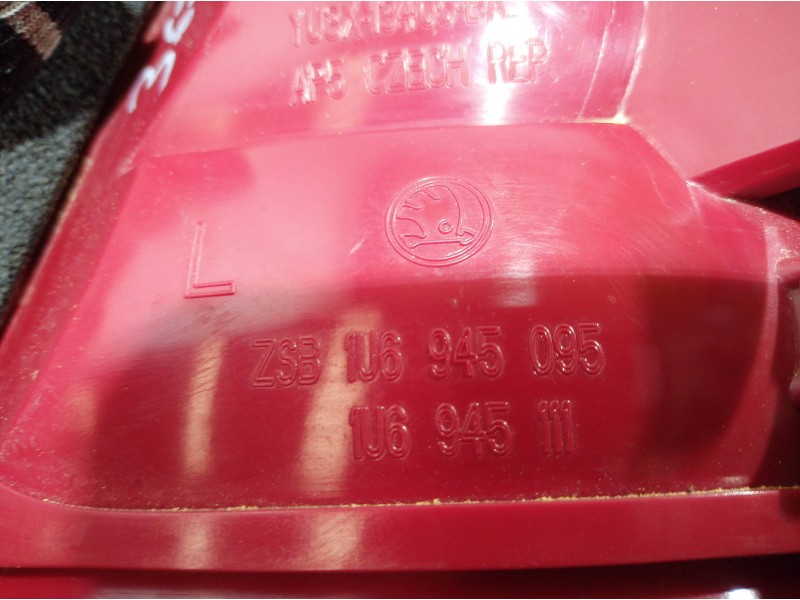 AP5 CZECH REP.
L
ZSB 1U6 945 095
1U6 945 111